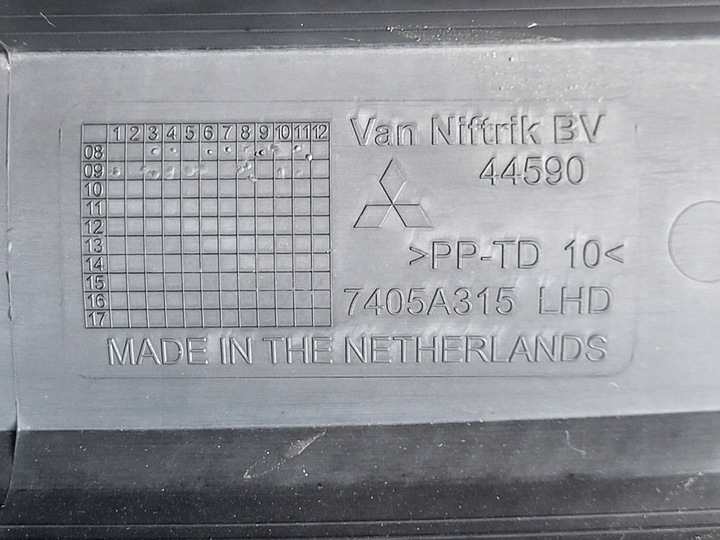 Van Niftrik BV
44590
1 2 3 4 5 6 7 8 9 10 11 12
08
09
10
11
12
13
14
15
16
17
>PP-TD 10<
7405A315 LHD
MADE IN THE NETHERLANDS